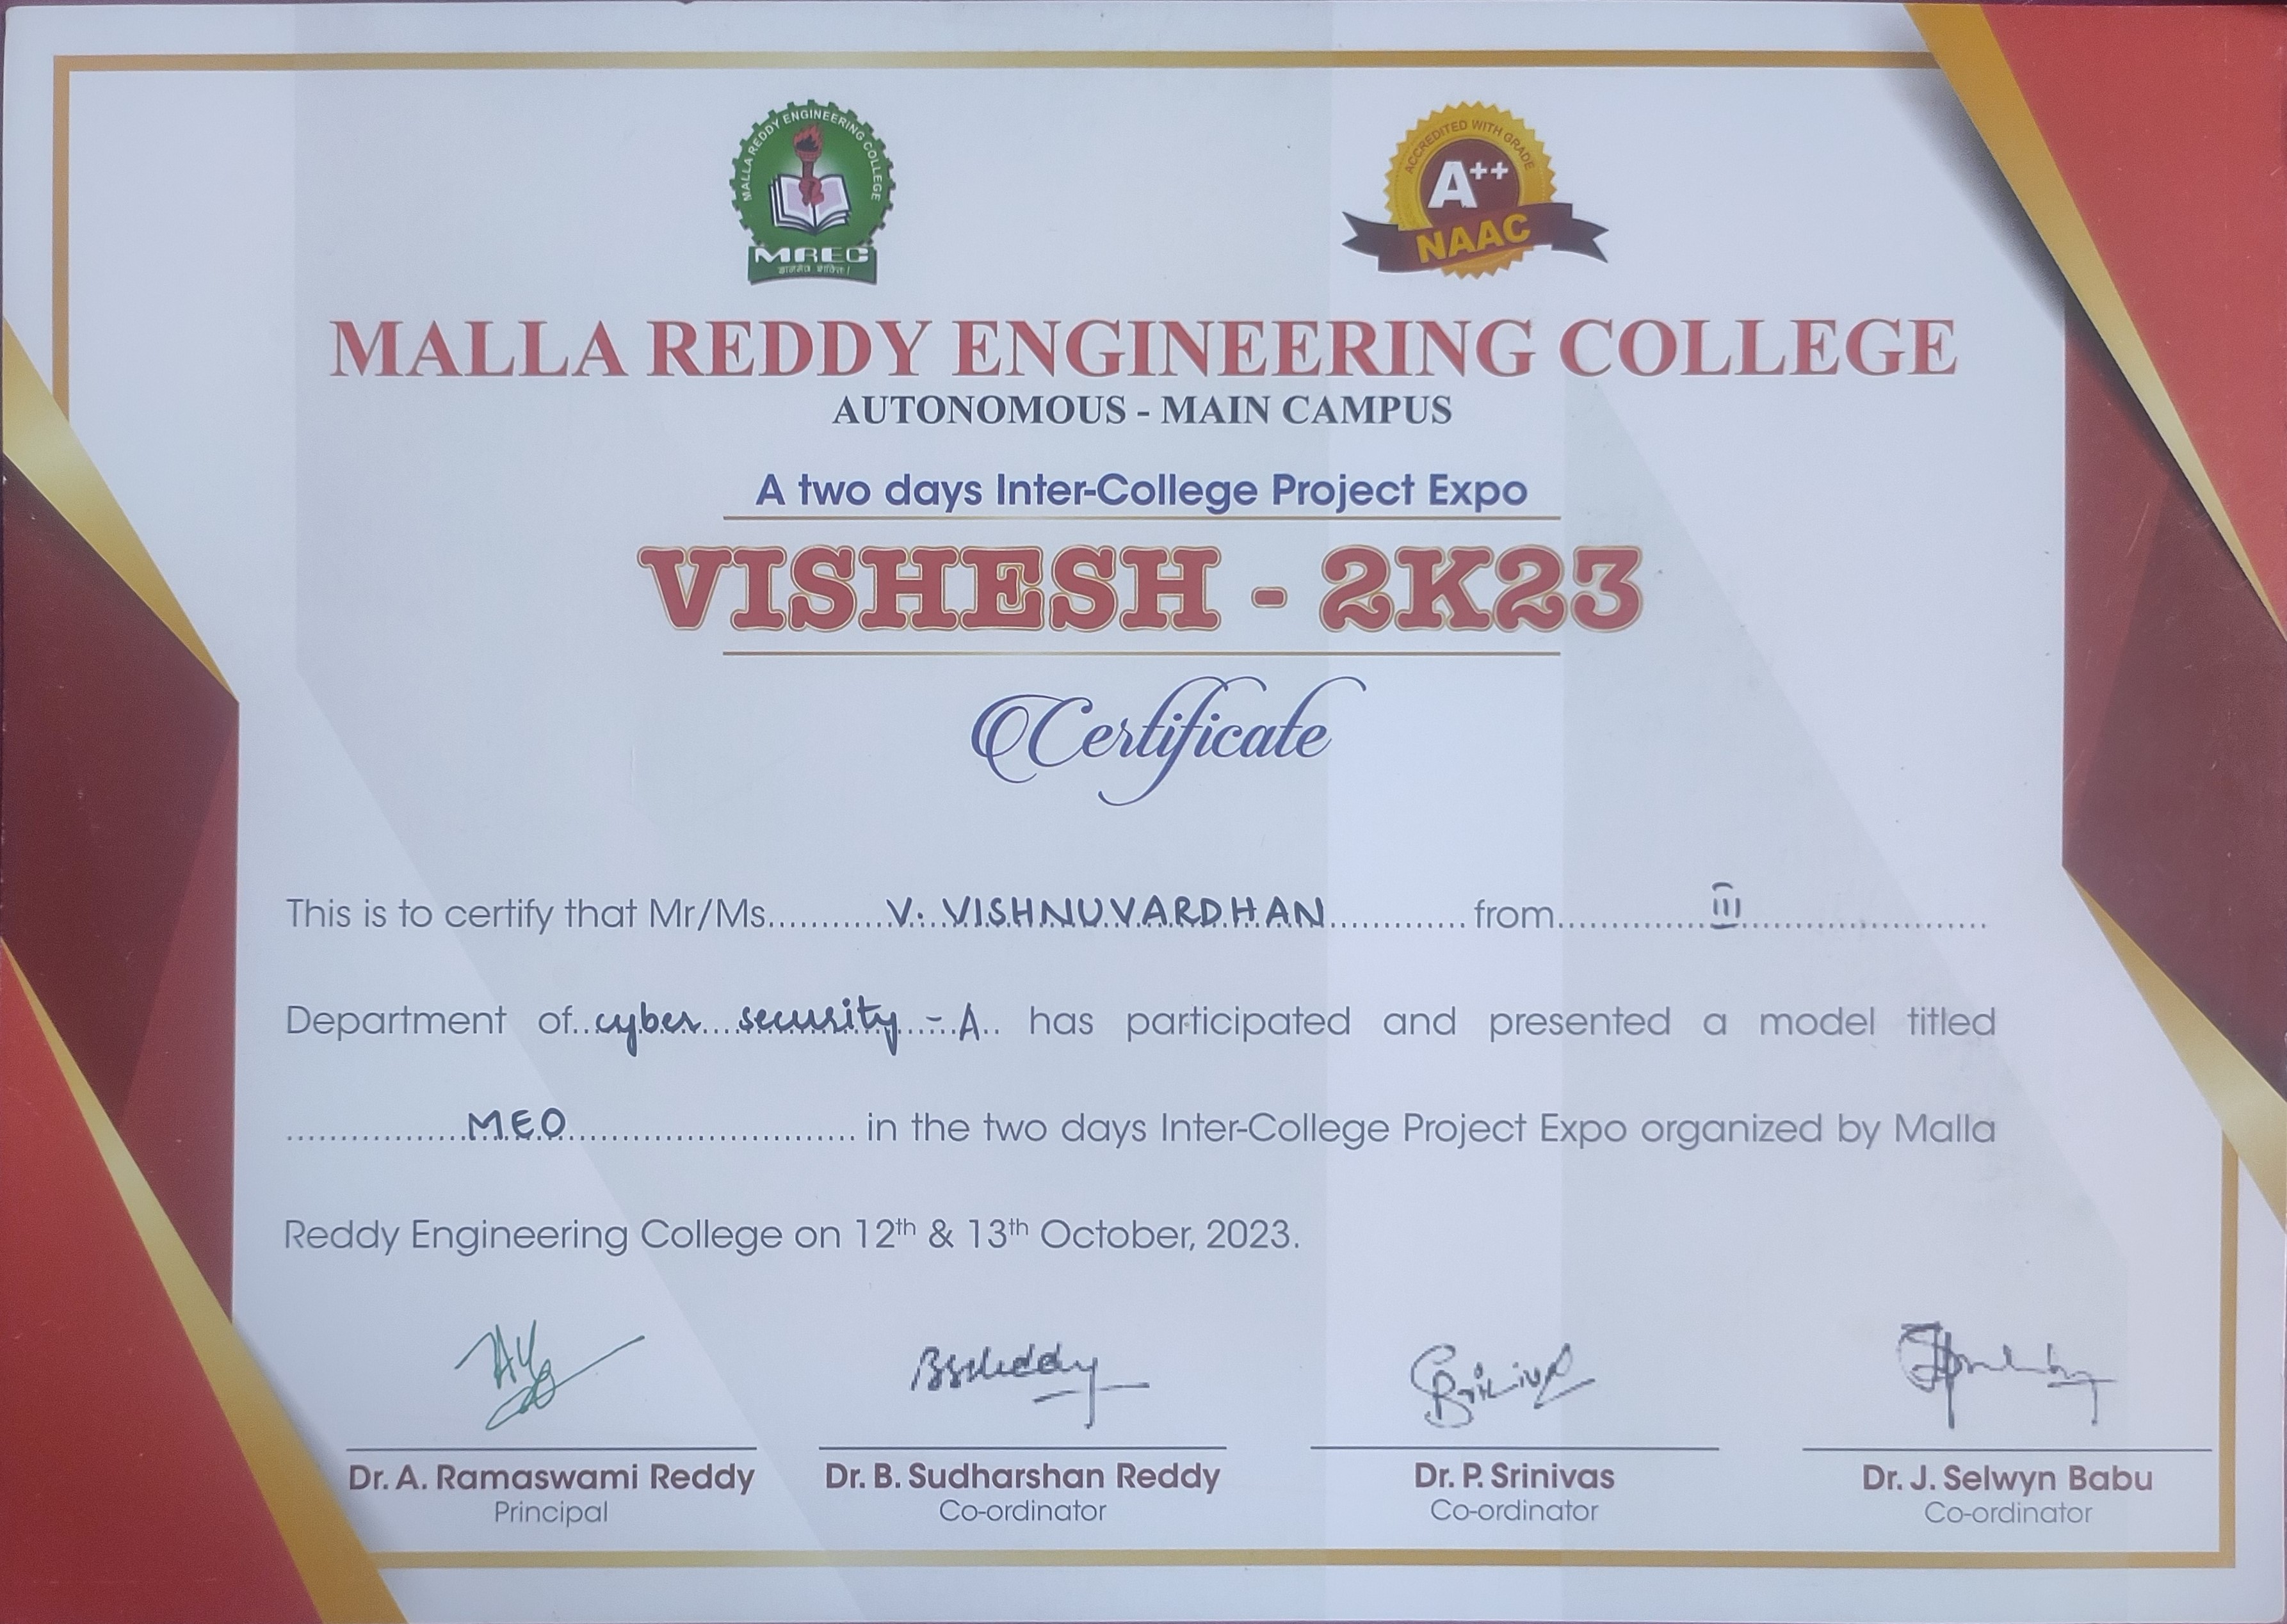 MALLA REDDY ENGINEERING COLLEGE
MREC
ACCREDITED WITH GRADE
A++
NAAC
MALLA REDDY ENGINEERING COLLEGE
AUTONOMOUS - MAIN CAMPUS
A two days Inter-College Project Expo
VISHESH - 2K23
Certificate
This is to certify that Mr/Ms...........V. VISHNUVARDHAN.............from...............III.......................
Department of..cyber security - A.. has participated and presented a model titled
.................MEO........................... in the two days Inter-College Project Expo organized by Malla
Reddy Engineering College on 12th & 13th October, 2023.
BSReddy
Dr. A. Ramaswami Reddy Dr. B. Sudharshan Reddy Dr. P. Srinivas Dr. J. Selwyn Babu
Principal Co-ordinator Co-ordinator Co-ordinator